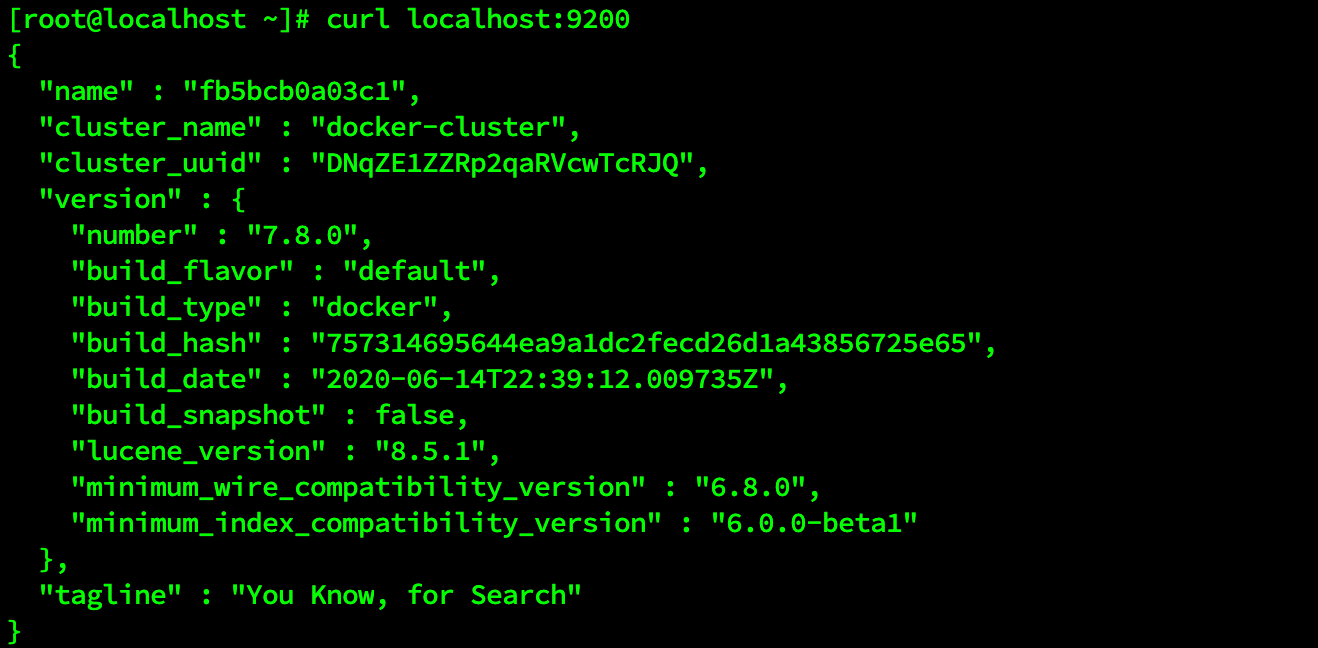 [root@localhost ~]# curl localhost:9200
{
  "name" : "fb5bcb0a03c1",
  "cluster_name" : "docker-cluster",
  "cluster_uuid" : "DNqZE1ZZRp2qaRVcwTcRJQ",
  "version" : {
    "number" : "7.8.0",
    "build_flavor" : "default",
    "build_type" : "docker",
    "build_hash" : "757314695644ea9a1dc2fecd26d1a43856725e65",
    "build_date" : "2020-06-14T22:39:12.009735Z",
    "build_snapshot" : false,
    "lucene_version" : "8.5.1",
    "minimum_wire_compatibility_version" : "6.8.0",
    "minimum_index_compatibility_version" : "6.0.0-beta1"
  },
  "tagline" : "You Know, for Search"
}